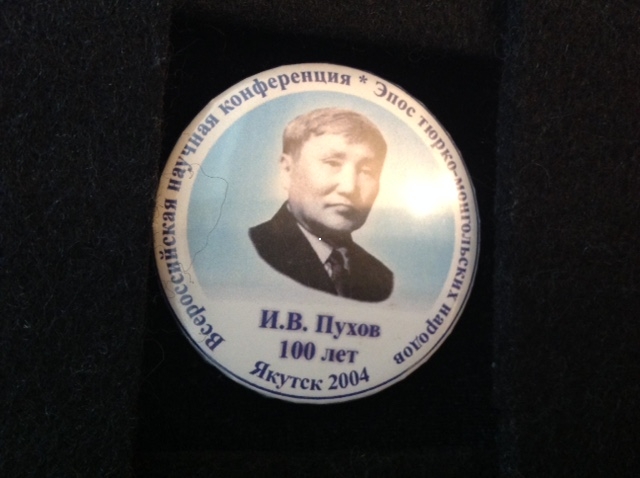 Всероссийская научная конференция * Эпос тюрко-монгольских народов
И.В. Пухов
100 лет
Якутск 2004